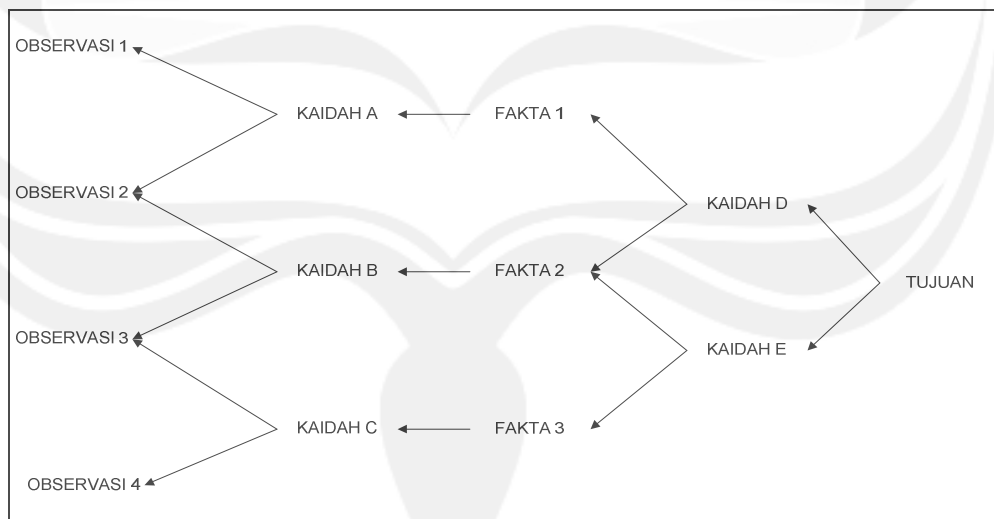 OBSERVASI 1
KAIDAH A
FAKTA 1
OBSERVASI 2
KAIDAH D
KAIDAH B
FAKTA 2
TUJUAN
OBSERVASI 3
KAIDAH E
KAIDAH C
FAKTA 3
OBSERVASI 4